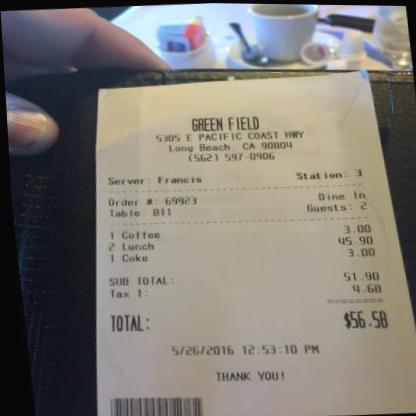 GREEN FIELD
5305 E PACIFIC COAST HWY
Long Beach, CA 90804
(562) 597-0906
Server: Francis Station: 3
Order #: 69923 Dine In
Table: B11 Guests: 2
1 Coffee 3.00
2 Lunch 45.90
1 Coke 3.00
SUB TOTAL: 51.90
Tax 1: 4.68
TOTAL: $56.58
5/26/2016 12:53:10 PM
THANK YOU!